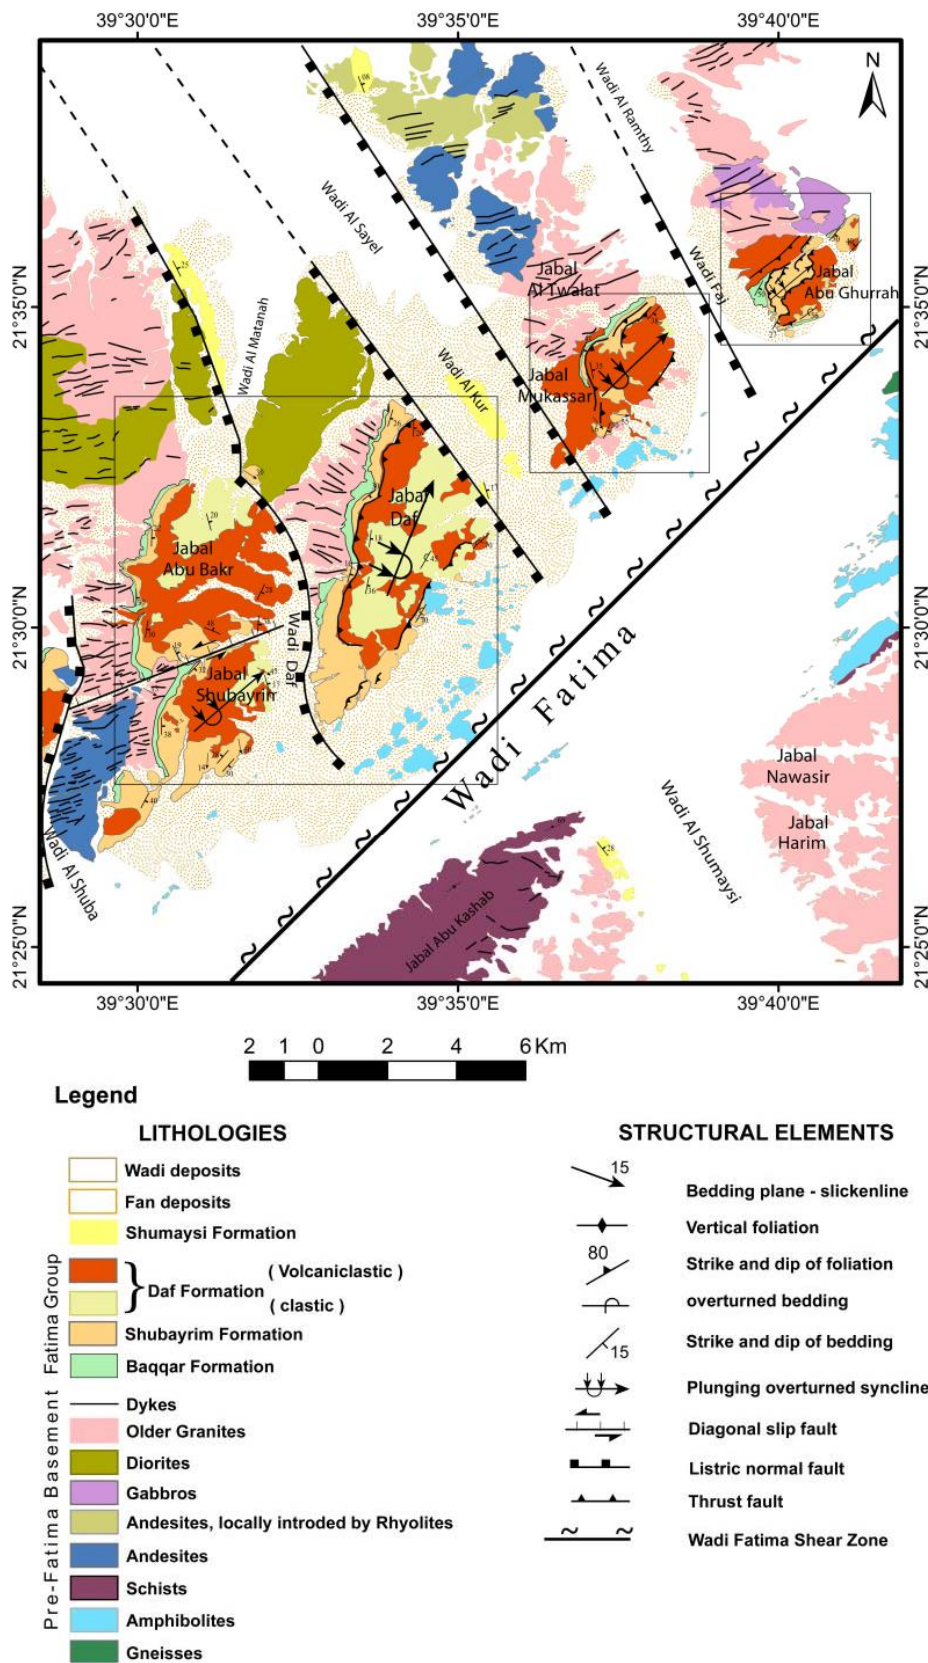 39°30'0"E 39°35'0"E 39°40'0"E
N
Wadi Al Ramthy
Wadi Al Sayel
Wadi Faj
21°35'0"N 21°35'0"N
Jabal
Al Twalat
Jabal
Abu Ghurrah
Wadi Al Matanah
Wadi Al Kur
Jabal
Mukassar
Jabal
Daf
Jabal
Abu Bakr
21°30'0"N 21°30'0"N
Wadi Daf
Jabal
Shubayrim
Wadi Fatima
Jabal
Nawasir
Jabal
Harim
Wadi Al Shumaysi
Wadi Al Shuba
Jabal Abu Kashab
21°25'0"N 21°25'0"N
39°30'0"E 39°35'0"E 39°40'0"E
2 1 0 2 4 6 Km
Legend
LITHOLOGIES
Wadi deposits
Fan deposits
Shumaysi Formation
Fatima Group
Daf Formation
( Volcaniclastic )
( clastic )
Shubayrim Formation
Baqqar Formation
Pre-Fatima Basement
Dykes
Older Granites
Diorites
Gabbros
Andesites, locally introded by Rhyolites
Andesites
Schists
Amphibolites
Gneisses
STRUCTURAL ELEMENTS
15
Bedding plane - slickenline
Vertical foliation
80
Strike and dip of foliation
overturned bedding
15
Strike and dip of bedding
Plunging overturned syncline
Diagonal slip fault
Listric normal fault
Thrust fault
Wadi Fatima Shear Zone